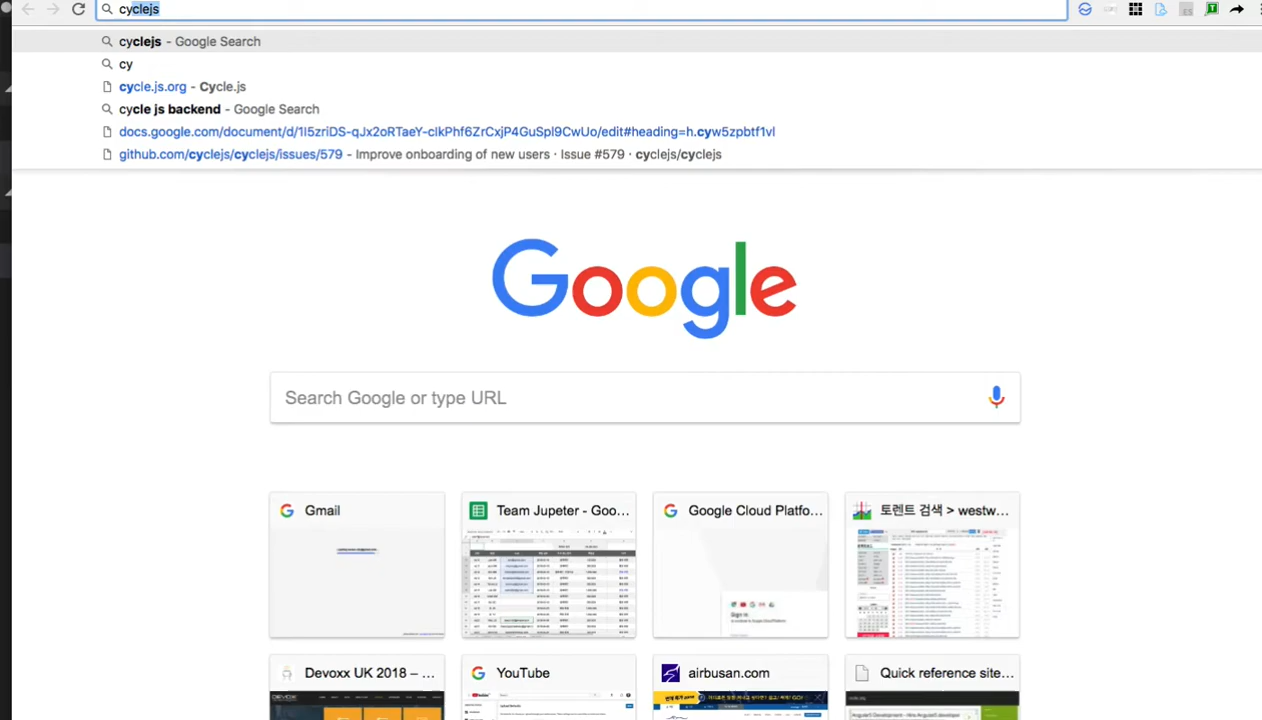 cyclejs
cyclejs - Google Search
cy
cycle.js.org - Cycle.js
cycle js backend - Google Search
docs.google.com/document/d/1I5zriDS-qJx2oRTaeY-clkPhf6ZrCxjP4GuSpl9CwUo/edit#heading=h.cyw5zpbtf1vl
github.com/cyclejs/cyclejs/issues/579 - Improve onboarding of new users · Issue #579 · cyclejs/cyclejs
Google
Search Google or type URL
Gmail
Team Jupeter - Goo...
Google Cloud Platfo...
토렌트 검색 > westw...
Sign in
Devoxx UK 2018 – ...
YouTube
airbusan.com
Quick reference site...